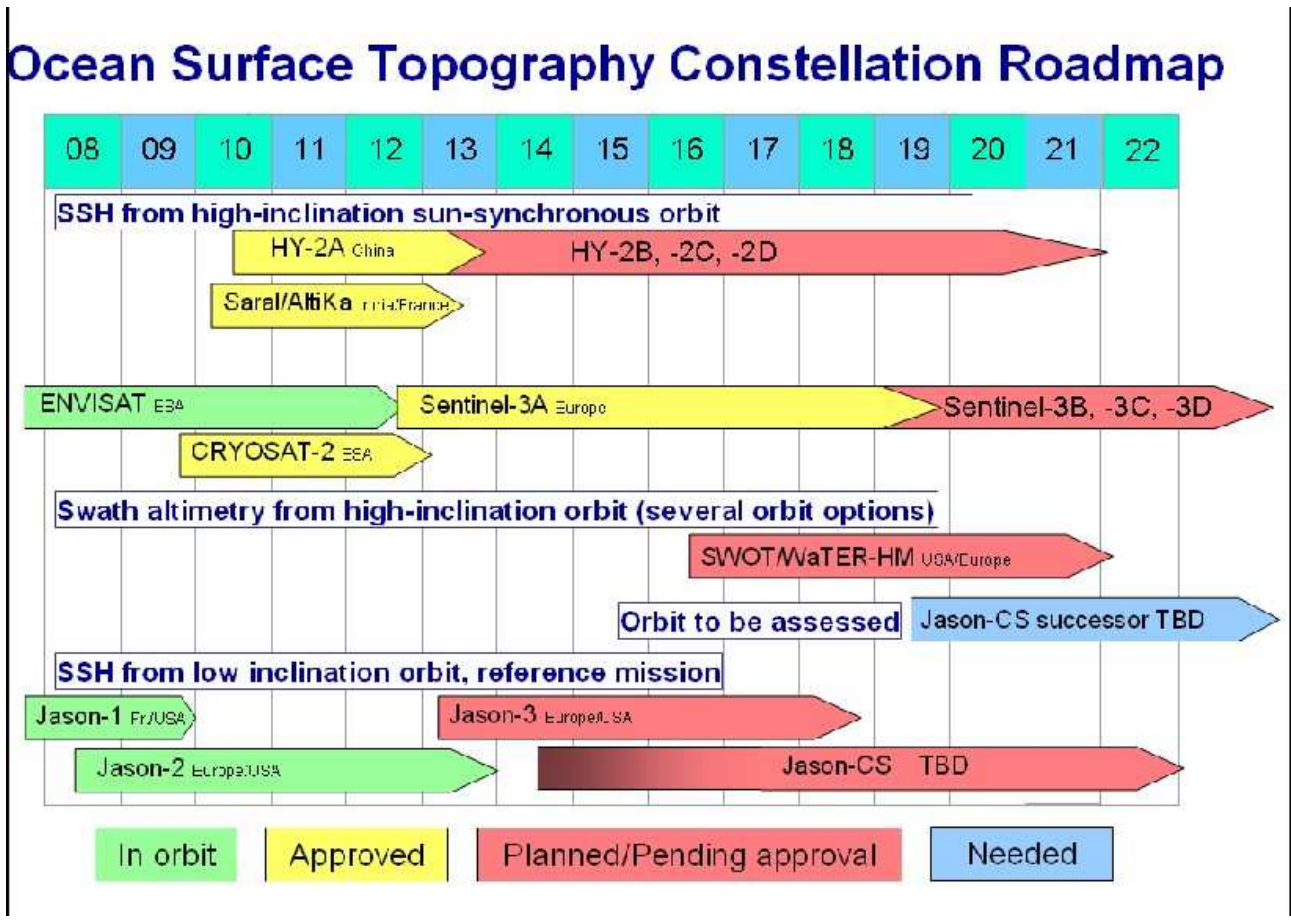 Ocean Surface Topography Constellation Roadmap
08 09 10 11 12 13 14 15 16 17 18 19 20 21 22
SSH from high-inclination sun-synchronous orbit
HY-2A China
HY-2B, -2C, -2D
Saral/AltiKa India/France
ENVISAT ESA
Sentinel-3A Europe
Sentinel-3B, -3C, -3D
CRYOSAT-2 ESA
Swath altimetry from high-inclination orbit (several orbit options)
SWOT/WaTER-HM USA/Europe
Orbit to be assessed
Jason-CS successor TBD
SSH from low inclination orbit, reference mission
Jason-1 Fr/USA
Jason-3 Europe/USA
Jason-2 Europe/USA
Jason-CS TBD
In orbit
Approved
Planned/Pending approval
Needed